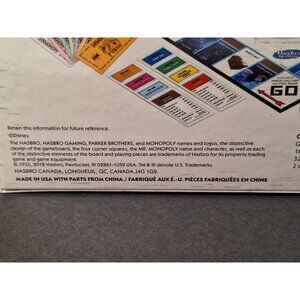 GO
Retain this information for future reference.
©Disney
The HASBRO, HASBRO GAMING, PARKER BROTHERS, and MONOPOLY names and logos, the distinctive
design of the gameboard, the four corner squares, the MR. MONOPOLY name and character, as well as each
of the distinctive elements of the board and playing pieces are trademarks of Hasbro for its property trading
game and game equipment.
©1935, 2018 Hasbro, Pawtucket, RI 02861-1059 USA. TM & ® denote U.S. Trademarks.
HASBRO CANADA, LONGUEUIL, QC, CANADA J4G 1G2.
MADE IN USA WITH PARTS FROM CHINA / FABRIQUÉ AUX É.-U. PIÈCES FABRIQUÉES EN CHINE